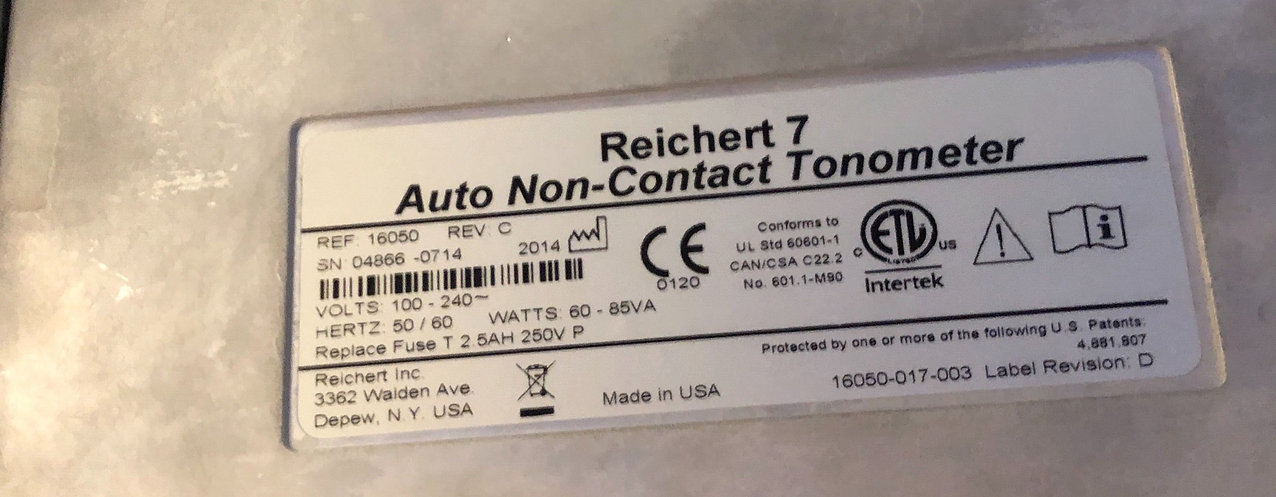 Reichert 7
Auto Non-Contact Tonometer
REF: 16050 REV: C
SN: 04866 -0714 2014
VOLTS: 100 - 240~
HERTZ: 50 / 60 WATTS: 60 - 85VA
Replace Fuse T 2.5AH 250V P
CE
0120
Conforms to
UL Std 60601-1
CAN/CSA C22.2
No. 601.1-M90
C ETL US
LISTED
Intertek
i
Protected by one or more of the following U.S. Patents:
4,881,807
Reichert Inc.
3362 Walden Ave.
Depew, N.Y. USA
Made in USA
16050-017-003 Label Revision: D